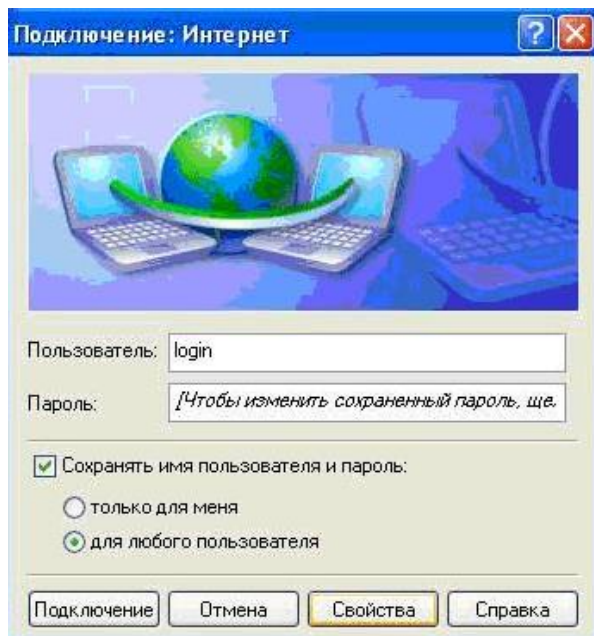 Подключение: Интернет
Пользователь: login
Пароль: [Чтобы изменить сохраненный пароль, ще.
Сохранять имя пользователя и пароль:
только для меня
для любого пользователя
Подключение Отмена Свойства Справка